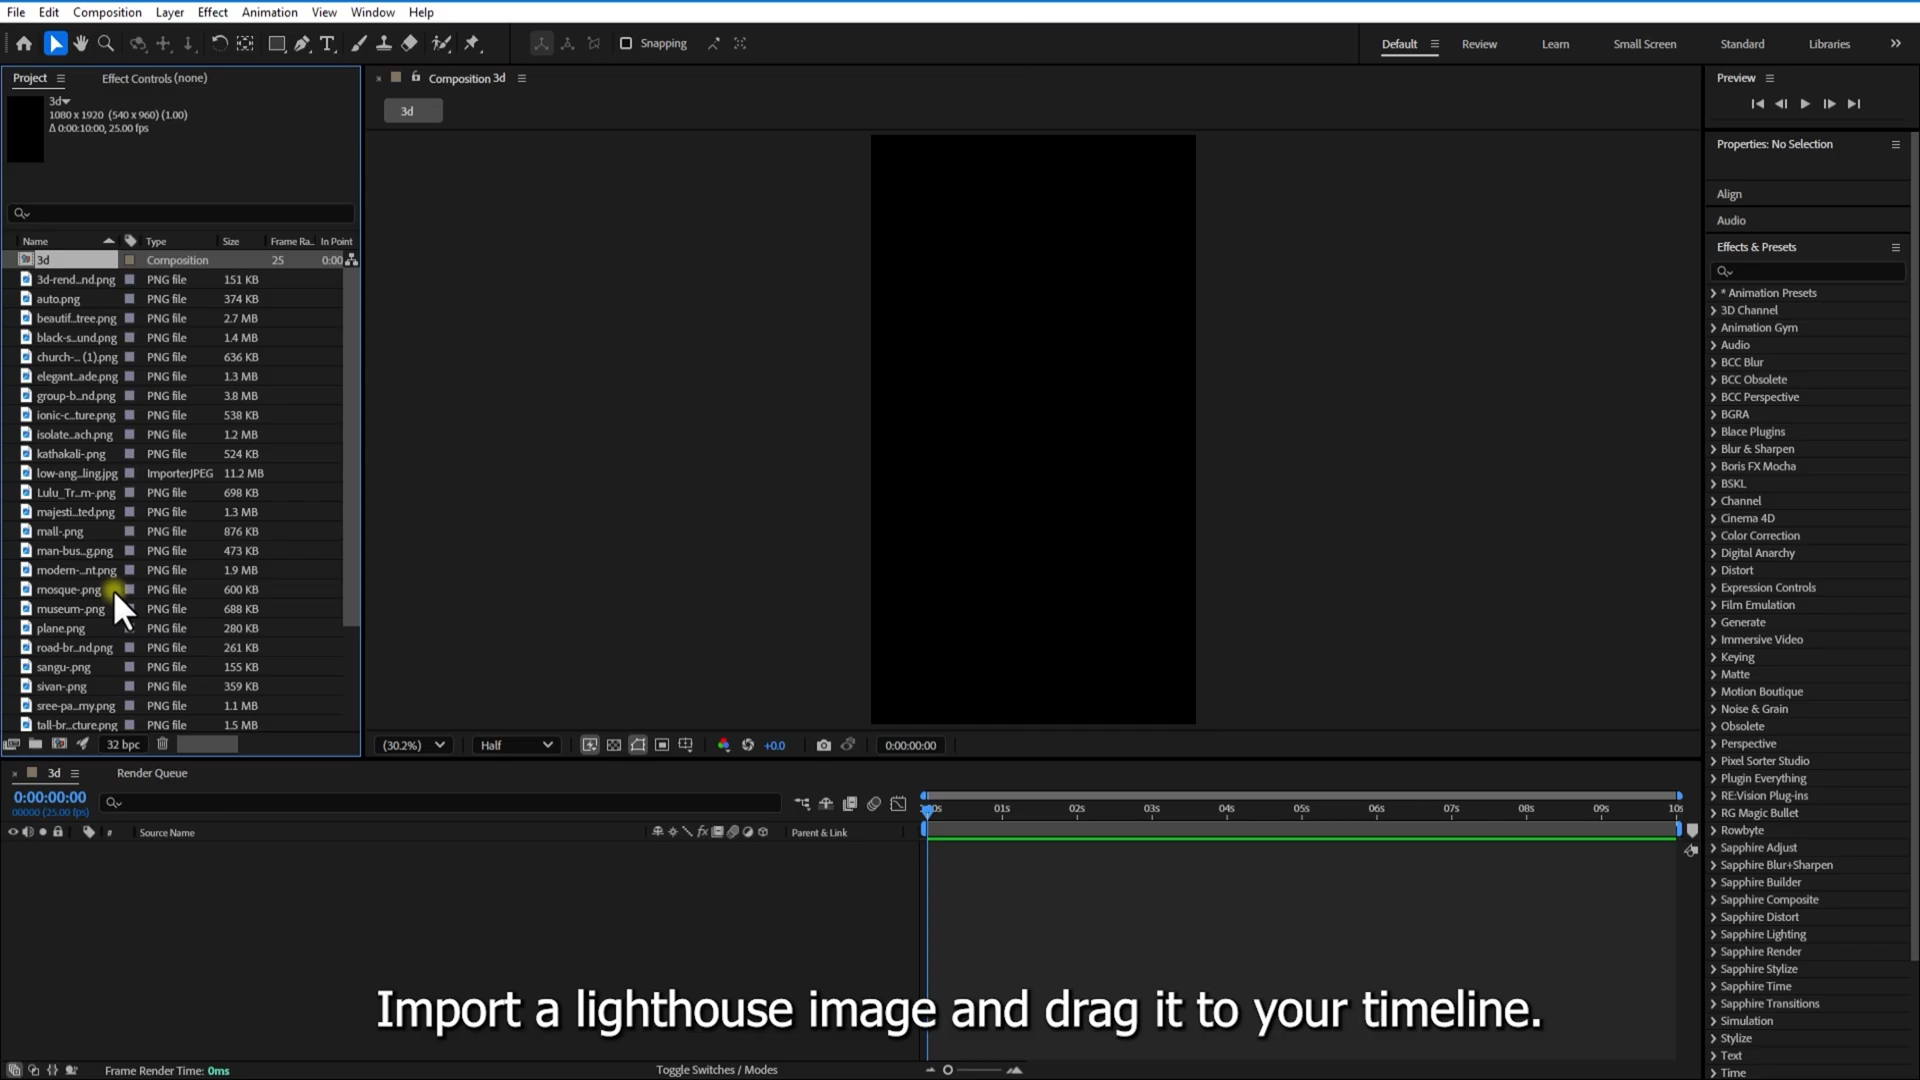 File Edit Composition Layer Effect Animation View Window Help
Snapping Default Review Learn Small Screen Standard Libraries
Project Effect Controls (none)
3d
1080 x 1920 (540 x 960) (1.00)
Δ 0:00:10:00, 25.00 fps
Name Type Size Frame Ra... In Point
3d Composition 25 0:00
3d-rend...nd.png PNG file 151 KB
auto.png PNG file 374 KB
beautif...tree.png PNG file 2.7 MB
black-s...und.png PNG file 1.4 MB
church-... (1).png PNG file 636 KB
elegant...ade.png PNG file 1.3 MB
group-b...nd.png PNG file 3.8 MB
ionic-c...ture.png PNG file 538 KB
isolate...ach.png PNG file 1.2 MB
kathakali-.png PNG file 524 KB
low-ang...ling.jpg ImporterJPEG 11.2 MB
Lulu_Tr...m-.png PNG file 698 KB
majesti...ted.png PNG file 1.3 MB
mall-.png PNG file 876 KB
man-bus...g.png PNG file 473 KB
modern-...nt.png PNG file 1.9 MB
mosque-.png PNG file 600 KB
museum-.png PNG file 688 KB
plane.png PNG file 280 KB
road-br...nd.png PNG file 261 KB
sangu-.png PNG file 155 KB
sivan-.png PNG file 359 KB
sree-pa...my.png PNG file 1.1 MB
tall-br...cture.png PNG file 1.5 MB
32 bpc
Composition 3d
3d
(30.2%) Half +0.0 0:00:00:00
Preview
Properties: No Selection
Align
Audio
Effects & Presets
* Animation Presets
3D Channel
Animation Gym
Audio
BCC Blur
BCC Obsolete
BCC Perspective
BGRA
Blace Plugins
Blur & Sharpen
Boris FX Mocha
BSKL
Channel
Cinema 4D
Color Correction
Digital Anarchy
Distort
Expression Controls
Film Emulation
Generate
Immersive Video
Keying
Matte
Motion Boutique
Noise & Grain
Obsolete
Perspective
Pixel Sorter Studio
Plugin Everything
RE:Vision Plug-ins
RG Magic Bullet
Rowbyte
Sapphire Adjust
Sapphire Blur+Sharpen
Sapphire Builder
Sapphire Composite
Sapphire Distort
Sapphire Lighting
Sapphire Render
Sapphire Stylize
Sapphire Time
Sapphire Transitions
Simulation
Stylize
Text
Time
3d Render Queue
0:00:00:00
00000 (25.00 fps)
# Source Name Parent & Link
01s 02s 03s 04s 05s 06s 07s 08s 09s
Import a lighthouse image and drag it to your timeline.
Frame Render Time: 0ms Toggle Switches / Modes